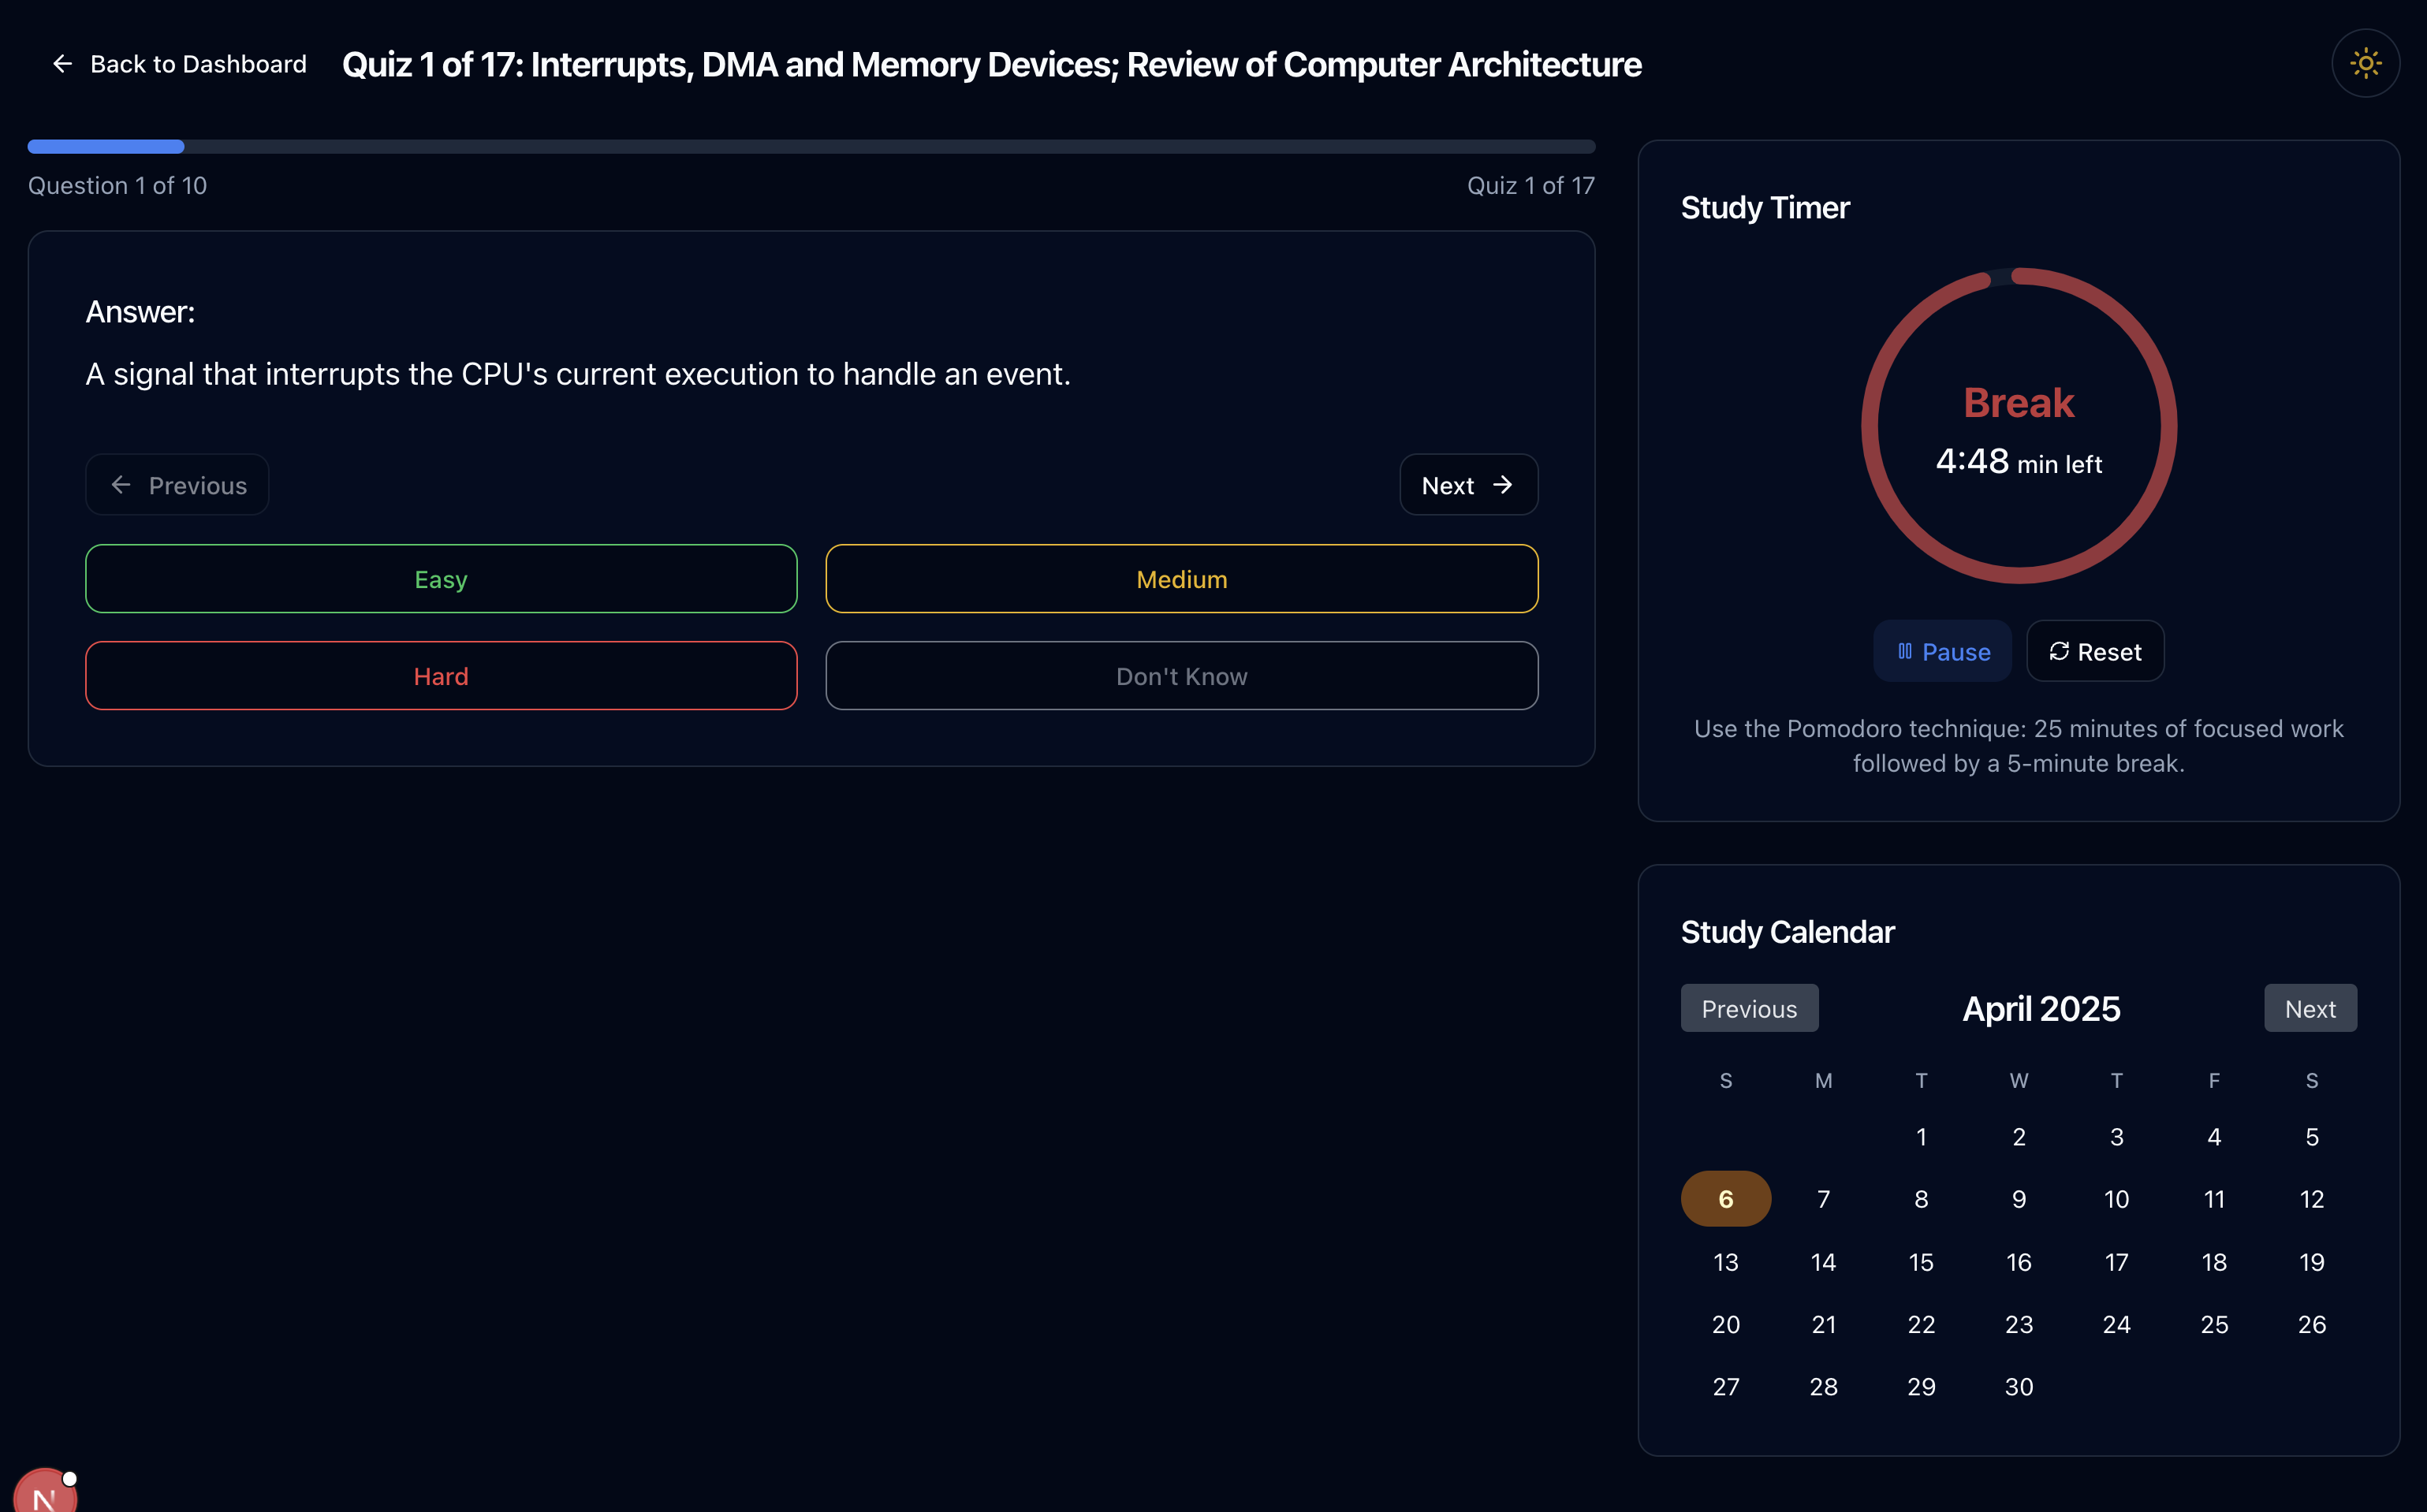 Back to Dashboard
Quiz 1 of 17: Interrupts, DMA and Memory Devices; Review of Computer Architecture
Question 1 of 10
Quiz 1 of 17
Answer:
A signal that interrupts the CPU's current execution to handle an event.
Previous
Next
Easy
Medium
Hard
Don't Know
Study Timer
Break
4:48 min left
Pause
Reset
Use the Pomodoro technique: 25 minutes of focused work
followed by a 5-minute break.
Study Calendar
Previous
April 2025
Next
S M T W T F S
1 2 3 4 5
6 7 8 9 10 11 12
13 14 15 16 17 18 19
20 21 22 23 24 25 26
27 28 29 30
N